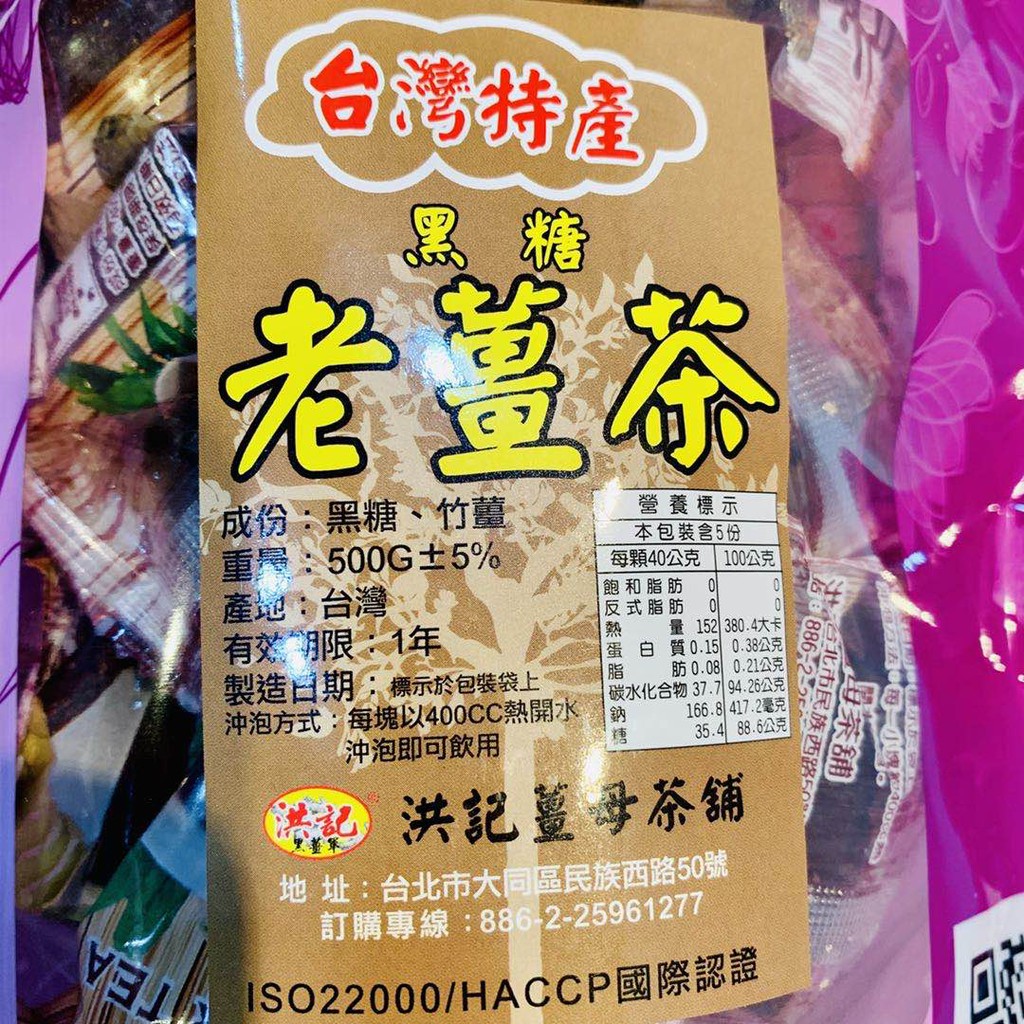 台灣特產
黑糖
老薑茶
成份：黑糖、竹薑
重量：500G±5%
產地：台灣
有效期限：1年
製造日期：標示於包裝袋上
沖泡方式：每塊以400CC熱開水
沖泡即可飲用
營養標示
本包裝含5份
每顆40公克 100公克
飽和脂肪 0 0
反式脂肪 0 0
熱量 152 380.4大卡
蛋白質 0.15 0.38公克
脂肪 0.08 0.21公克
碳水化合物 37.7 94.26公克
鈉 166.8 417.2毫克
糖 35.4 88.6公克
洪記
洪記薑母茶舖
地址：台北市大同區民族西路50號
訂購專線：886-2-25961277
ISO22000/HACCP國際認證
TEA
母茶舖